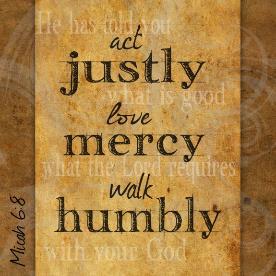 He has told you
act
justly
what is good
love
mercy
what the Lord requires
walk
humbly
with your God
Micah 6:8